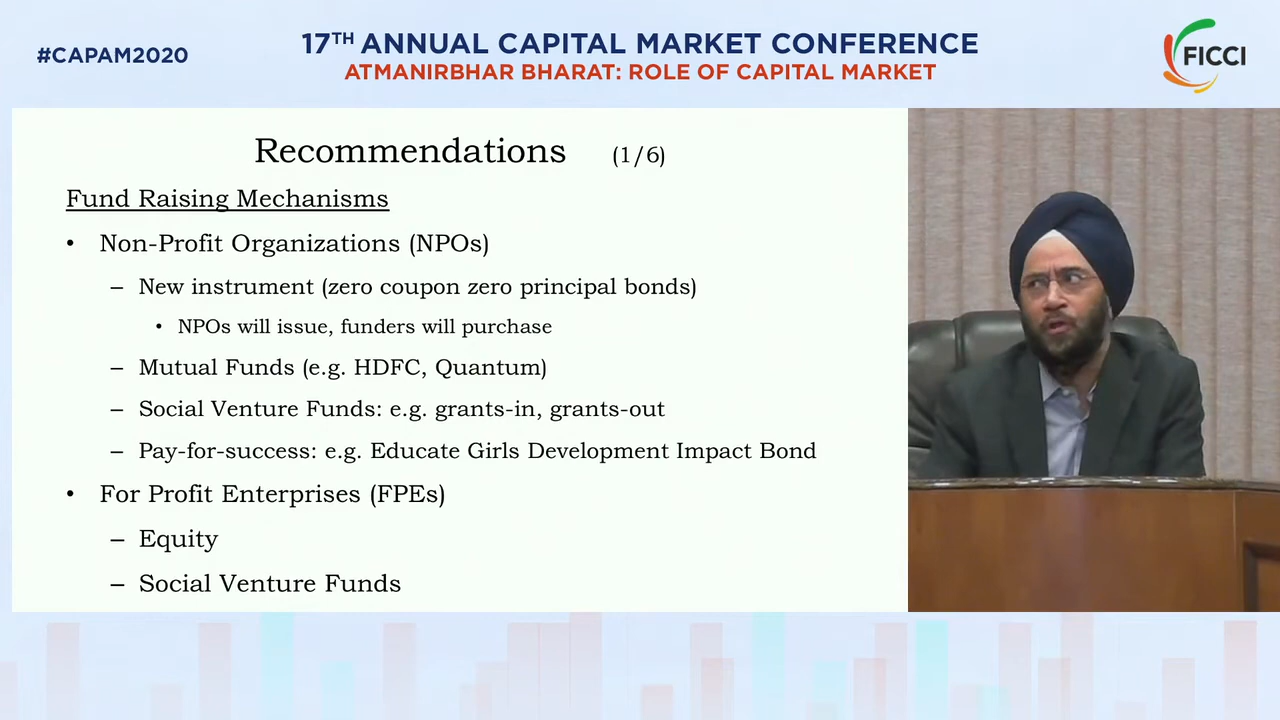 #CAPAM2020
17TH ANNUAL CAPITAL MARKET CONFERENCE
ATMANIRBHAR BHARAT: ROLE OF CAPITAL MARKET
FICCI
Recommendations (1/6)
Fund Raising Mechanisms
• Non-Profit Organizations (NPOs)
– New instrument (zero coupon zero principal bonds)
• NPOs will issue, funders will purchase
– Mutual Funds (e.g. HDFC, Quantum)
– Social Venture Funds: e.g. grants-in, grants-out
– Pay-for-success: e.g. Educate Girls Development Impact Bond
• For Profit Enterprises (FPEs)
– Equity
– Social Venture Funds